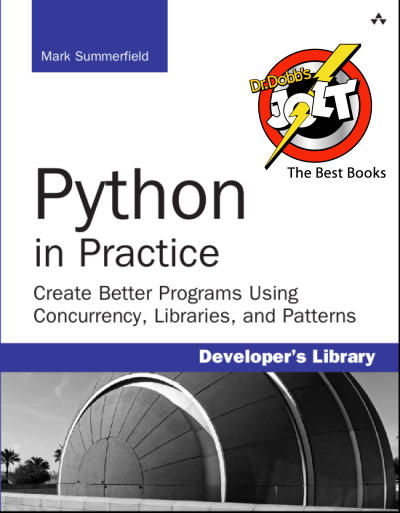 Mark Summerfield
Dr.Dobb's
JOLT
The Best Books
Python
in Practice
Create Better Programs Using
Concurrency, Libraries, and Patterns
Developer's Library